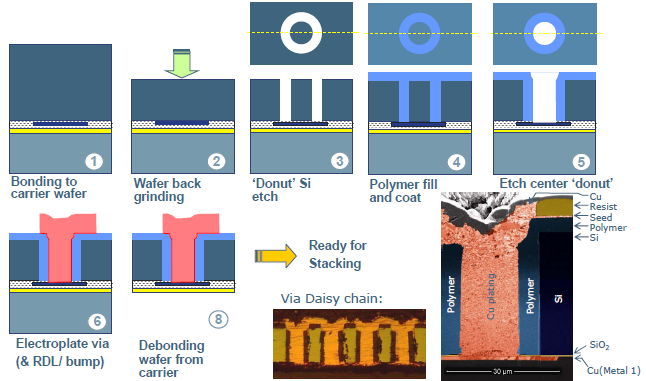 1
Bonding to
carrier wafer
2
Wafer back
grinding
3
‘Donut’ Si
etch
4
Polymer fill
and coat
5
Etch center ‘donut’
6
Electroplate via
(& RDL/ bump)
8
Debonding
wafer from
carrier
Ready for
Stacking
Via Daisy chain:
Cu
Resist
Seed
Polymer
Si
Polymer
Cu plating
Polymer
Si
SiO2
Cu(Metal 1)
30 µm